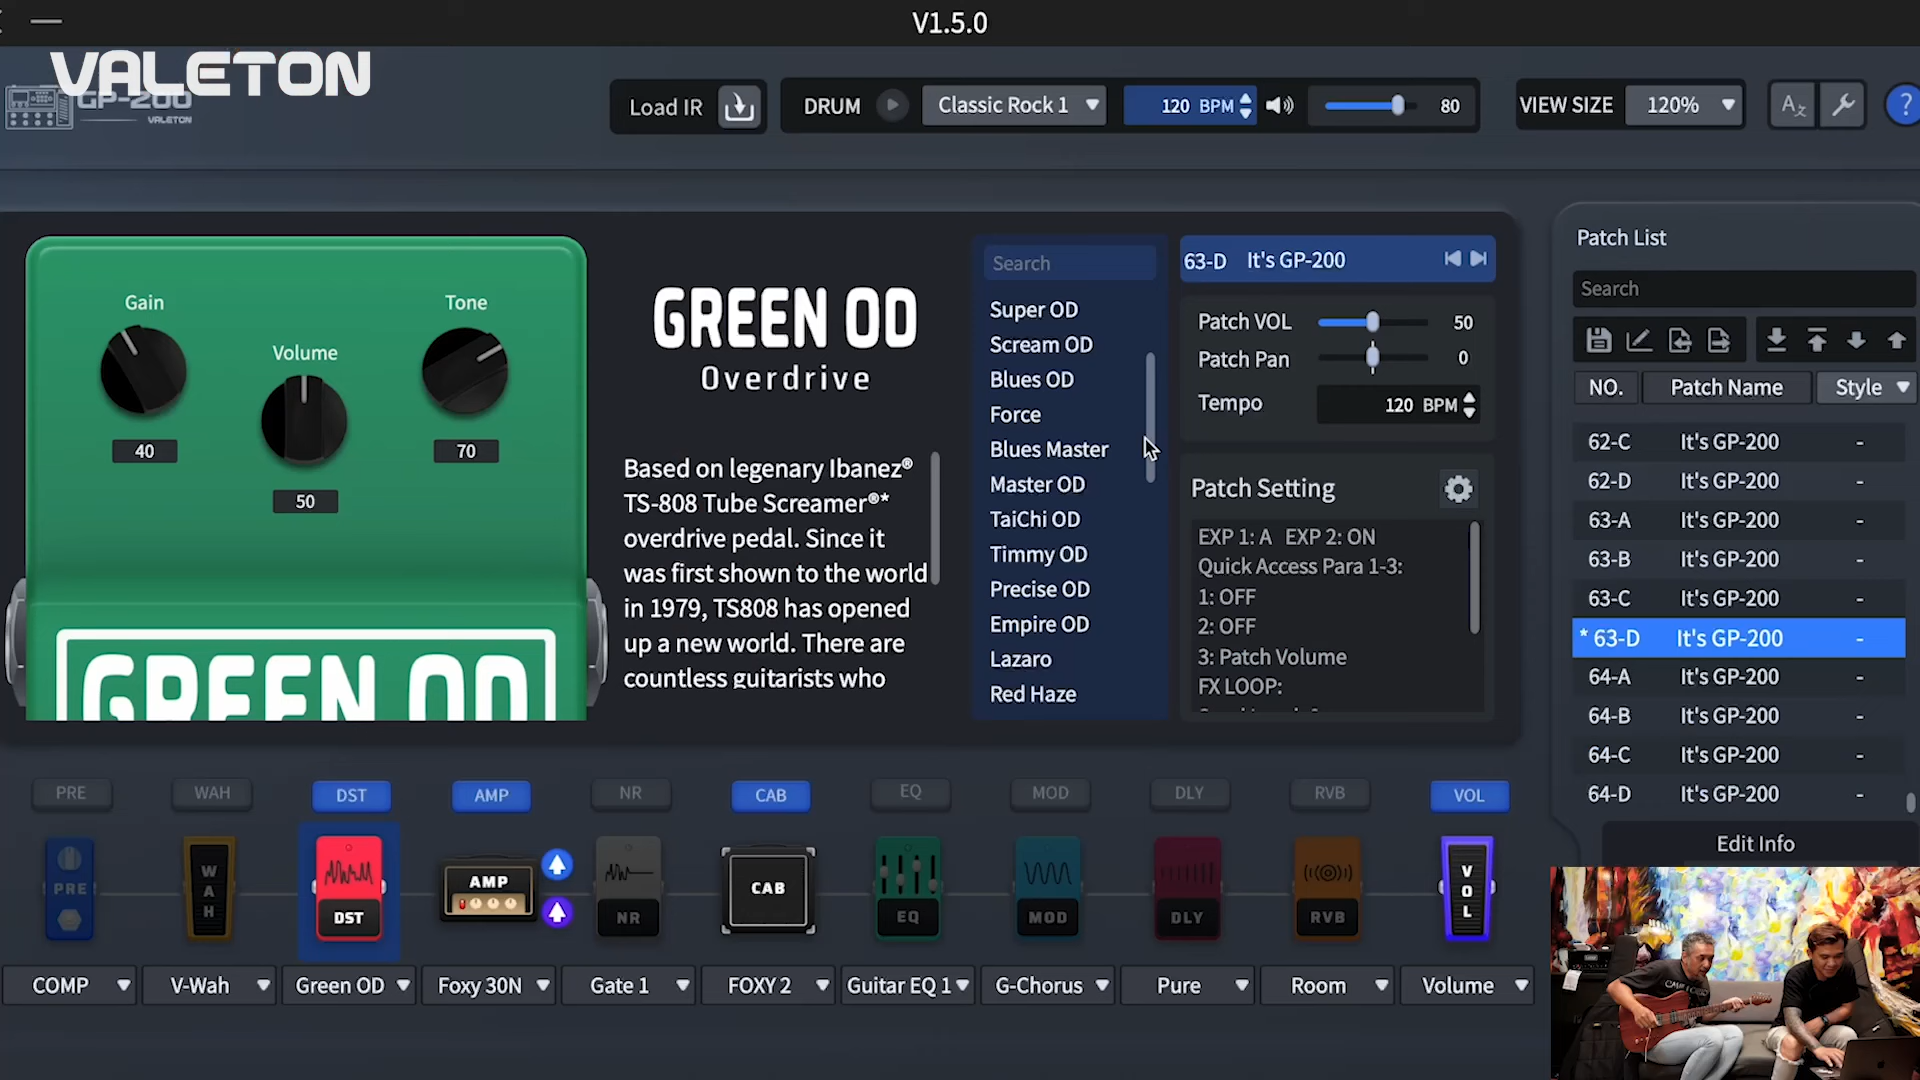 V1.5.0
VALETON
GP-200
VALETON
Load IR
DRUM
Classic Rock 1
120 BPM
80
VIEW SIZE
120%
?
Gain
40
Volume
50
Tone
70
GREEN OD
GREEN OD
Overdrive
Based on legenary Ibanez®
TS-808 Tube Screamer®*
overdrive pedal. Since it
was first shown to the world
in 1979, TS808 has opened
up a new world. There are
countless guitarists who
Search
Super OD
Scream OD
Blues OD
Force
Blues Master
Master OD
TaiChi OD
Timmy OD
Precise OD
Empire OD
Lazaro
Red Haze
63-D It's GP-200
Patch VOL 50
Patch Pan 0
Tempo 120 BPM
Patch Setting
EXP 1: A EXP 2: ON
Quick Access Para 1-3:
1: OFF
2: OFF
3: Patch Volume
FX LOOP:
Patch List
Search
NO. Patch Name Style
62-C It's GP-200 -
62-D It's GP-200 -
63-A It's GP-200 -
63-B It's GP-200 -
63-C It's GP-200 -
* 63-D It's GP-200 -
64-A It's GP-200 -
64-B It's GP-200 -
64-C It's GP-200 -
64-D It's GP-200 -
Edit Info
PRE WAH DST AMP NR CAB EQ MOD DLY RVB VOL
PRE
WAH
DST
AMP
NR
CAB
EQ
MOD
DLY
RVB
VOL
COMP V-Wah Green OD Foxy 30N Gate 1 FOXY 2 Guitar EQ 1 G-Chorus Pure Room Volume